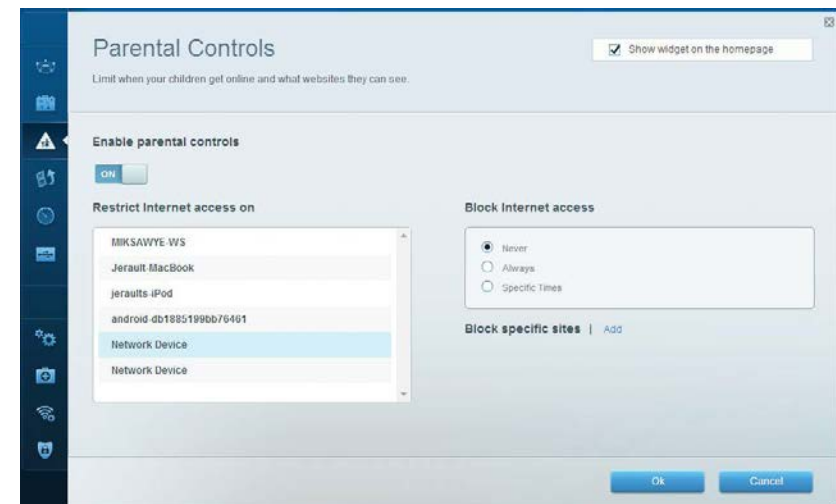 Parental Controls
Show widget on the homepage
Limit when your children get online and what websites they can see.
Enable parental controls
ON
Restrict Internet access on
MIKSAWYE-WS
Jerault-MacBook
jeraults-iPod
android-db1885199bb76461
Network Device
Network Device
Block Internet access
Never
Always
Specific Times
Block specific sites | Add
Ok
Cancel